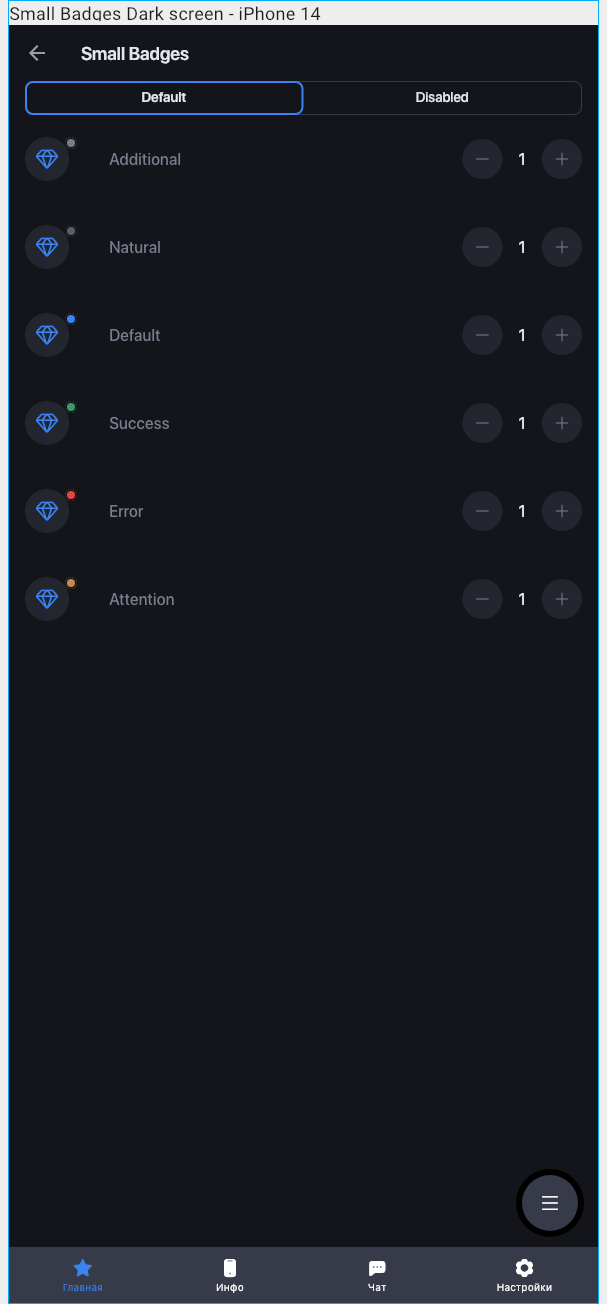 Small Badges Dark screen - iPhone 14
Small Badges
Default Disabled
Additional 1
Natural 1
Default 1
Success 1
Error 1
Attention 1
Главная Инфо Чат Настройки